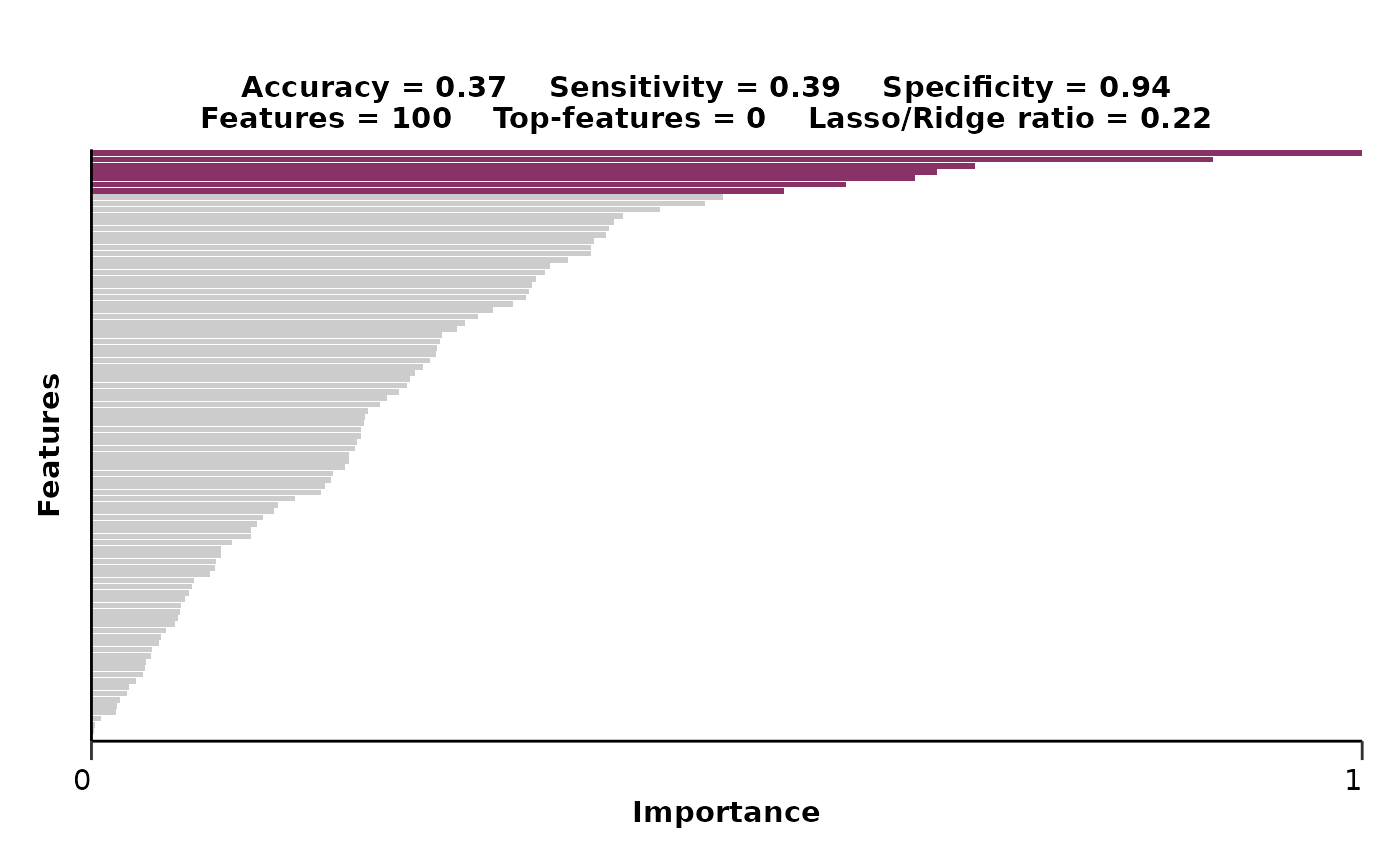 Accuracy = 0.37 Sensitivity = 0.39 Specificity = 0.94
Features = 100 Top-features = 0 Lasso/Ridge ratio = 0.22
Features
0 1
Importance